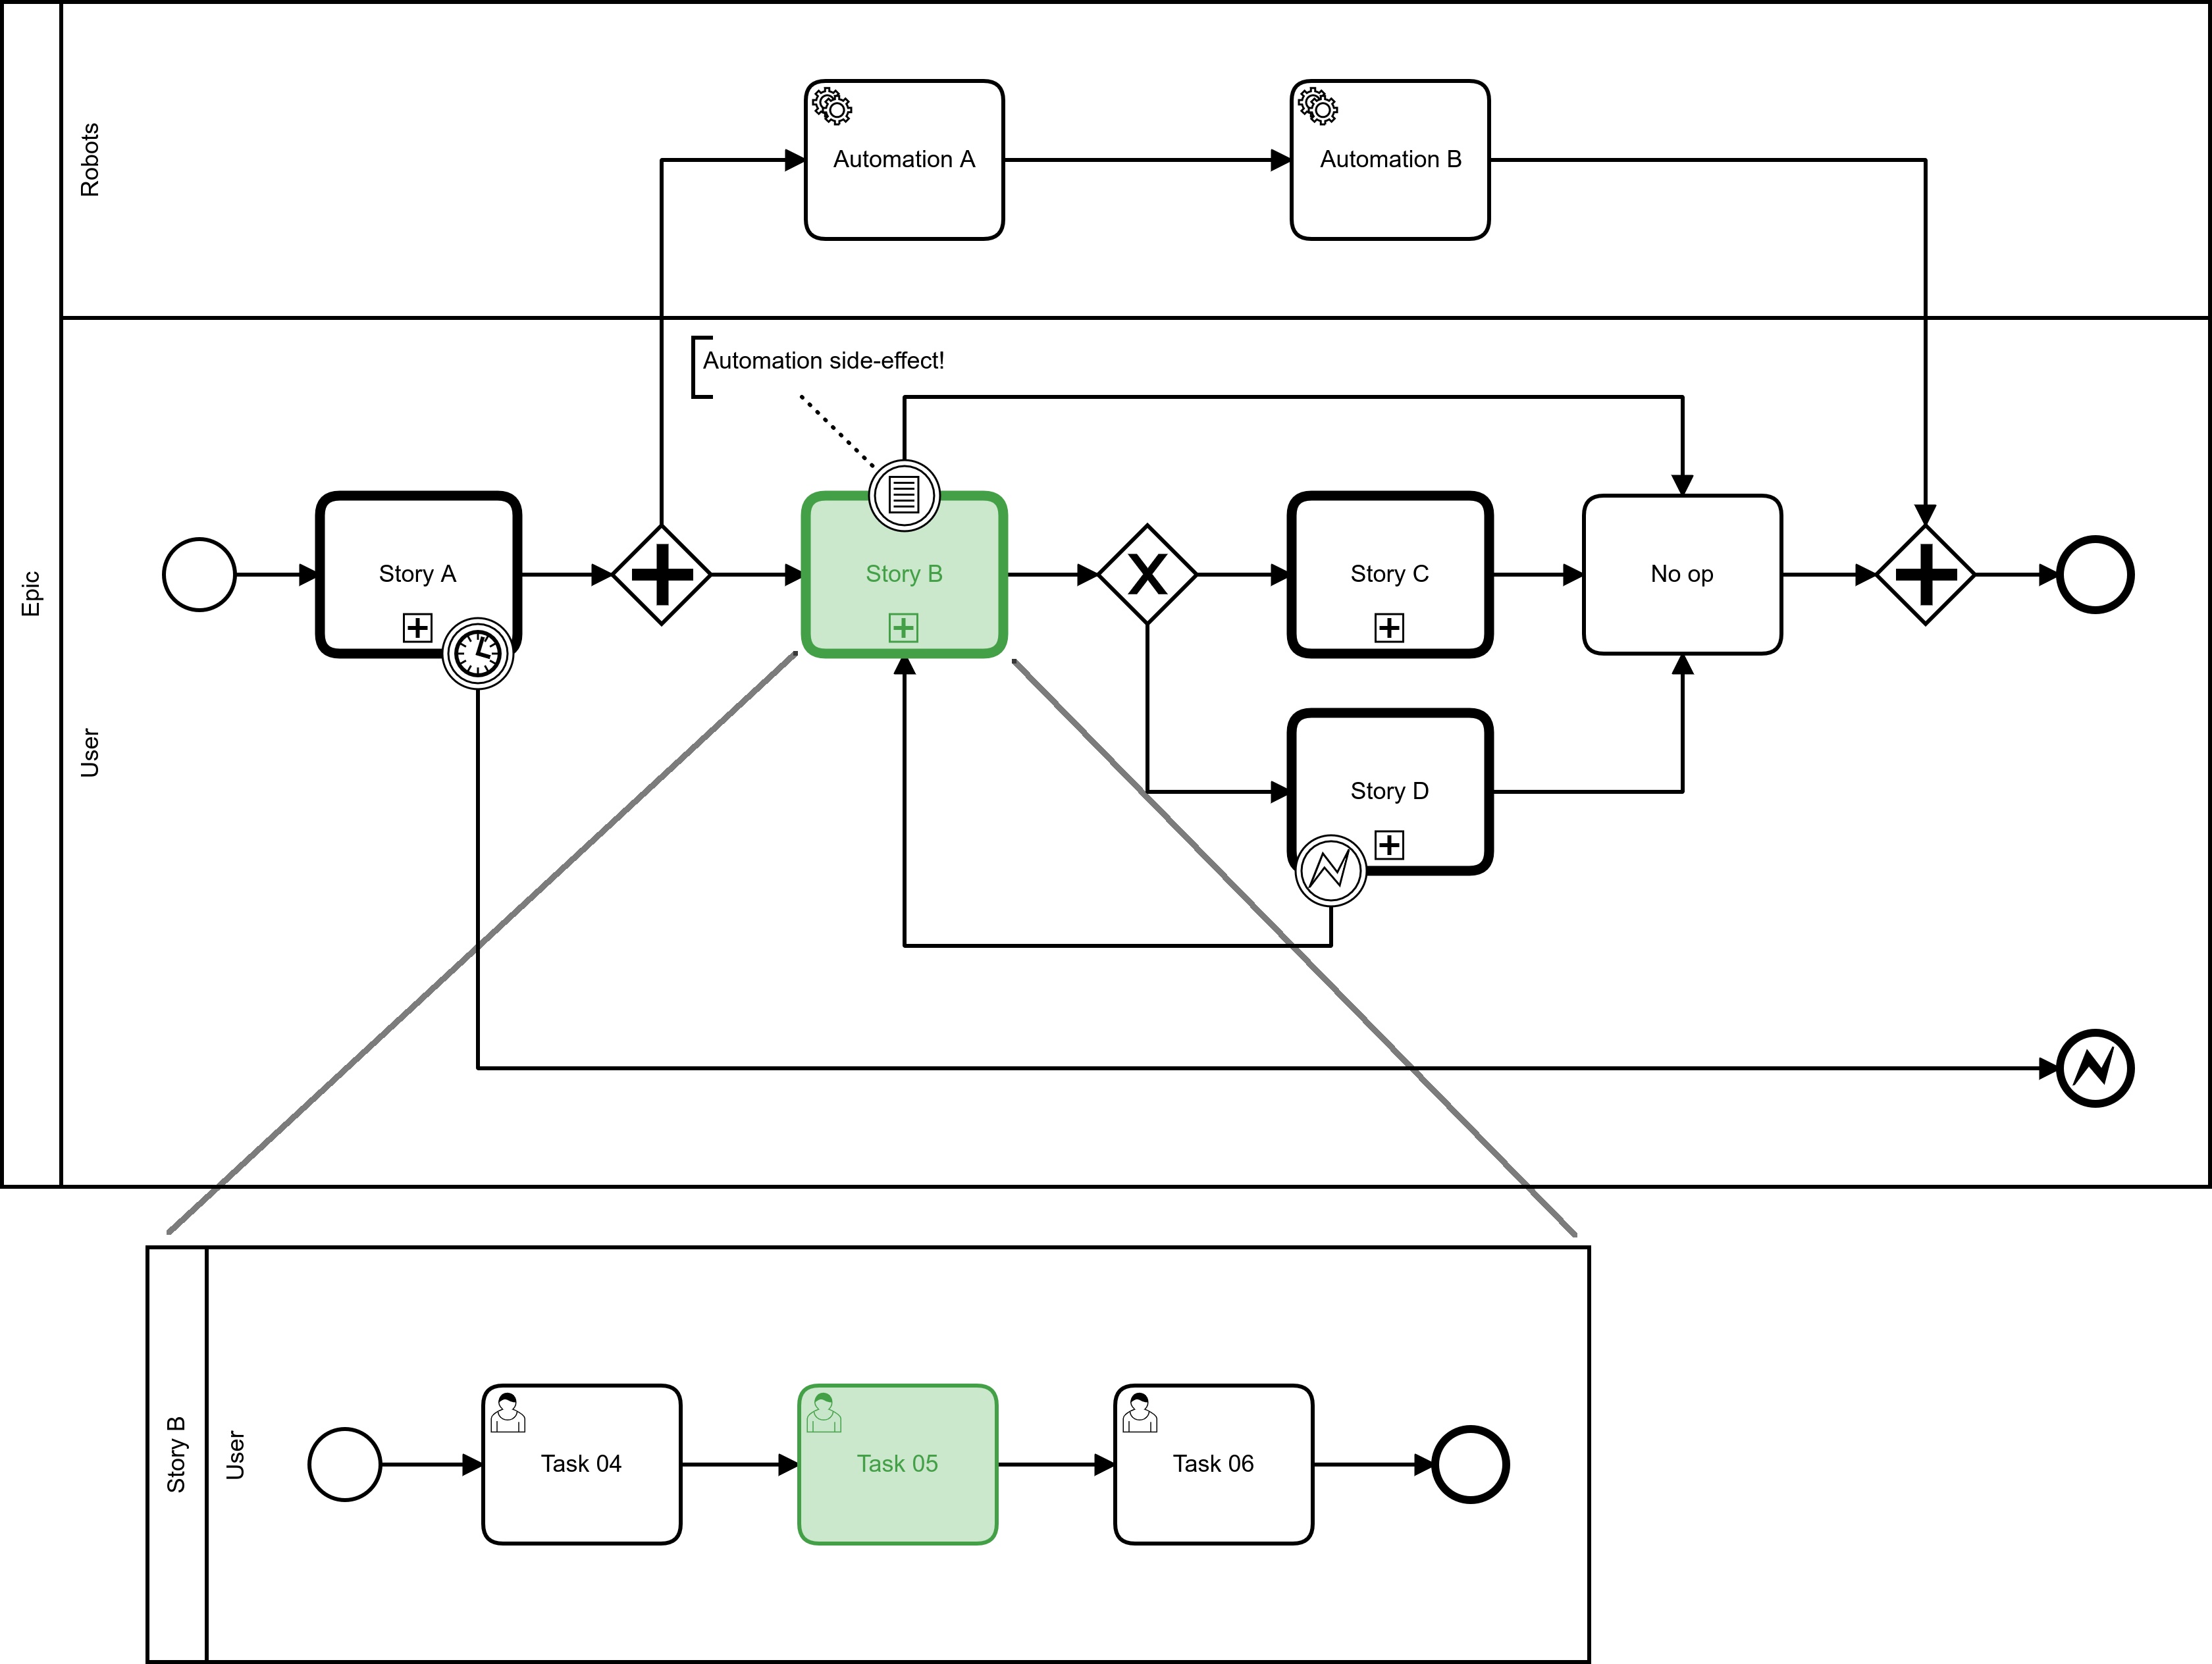 Epic
Robots
Automation A
Automation B
User
Automation side-effect!
Story A
Story B
X
Story C
No op
Story D
Story B
User
Task 04
Task 05
Task 06